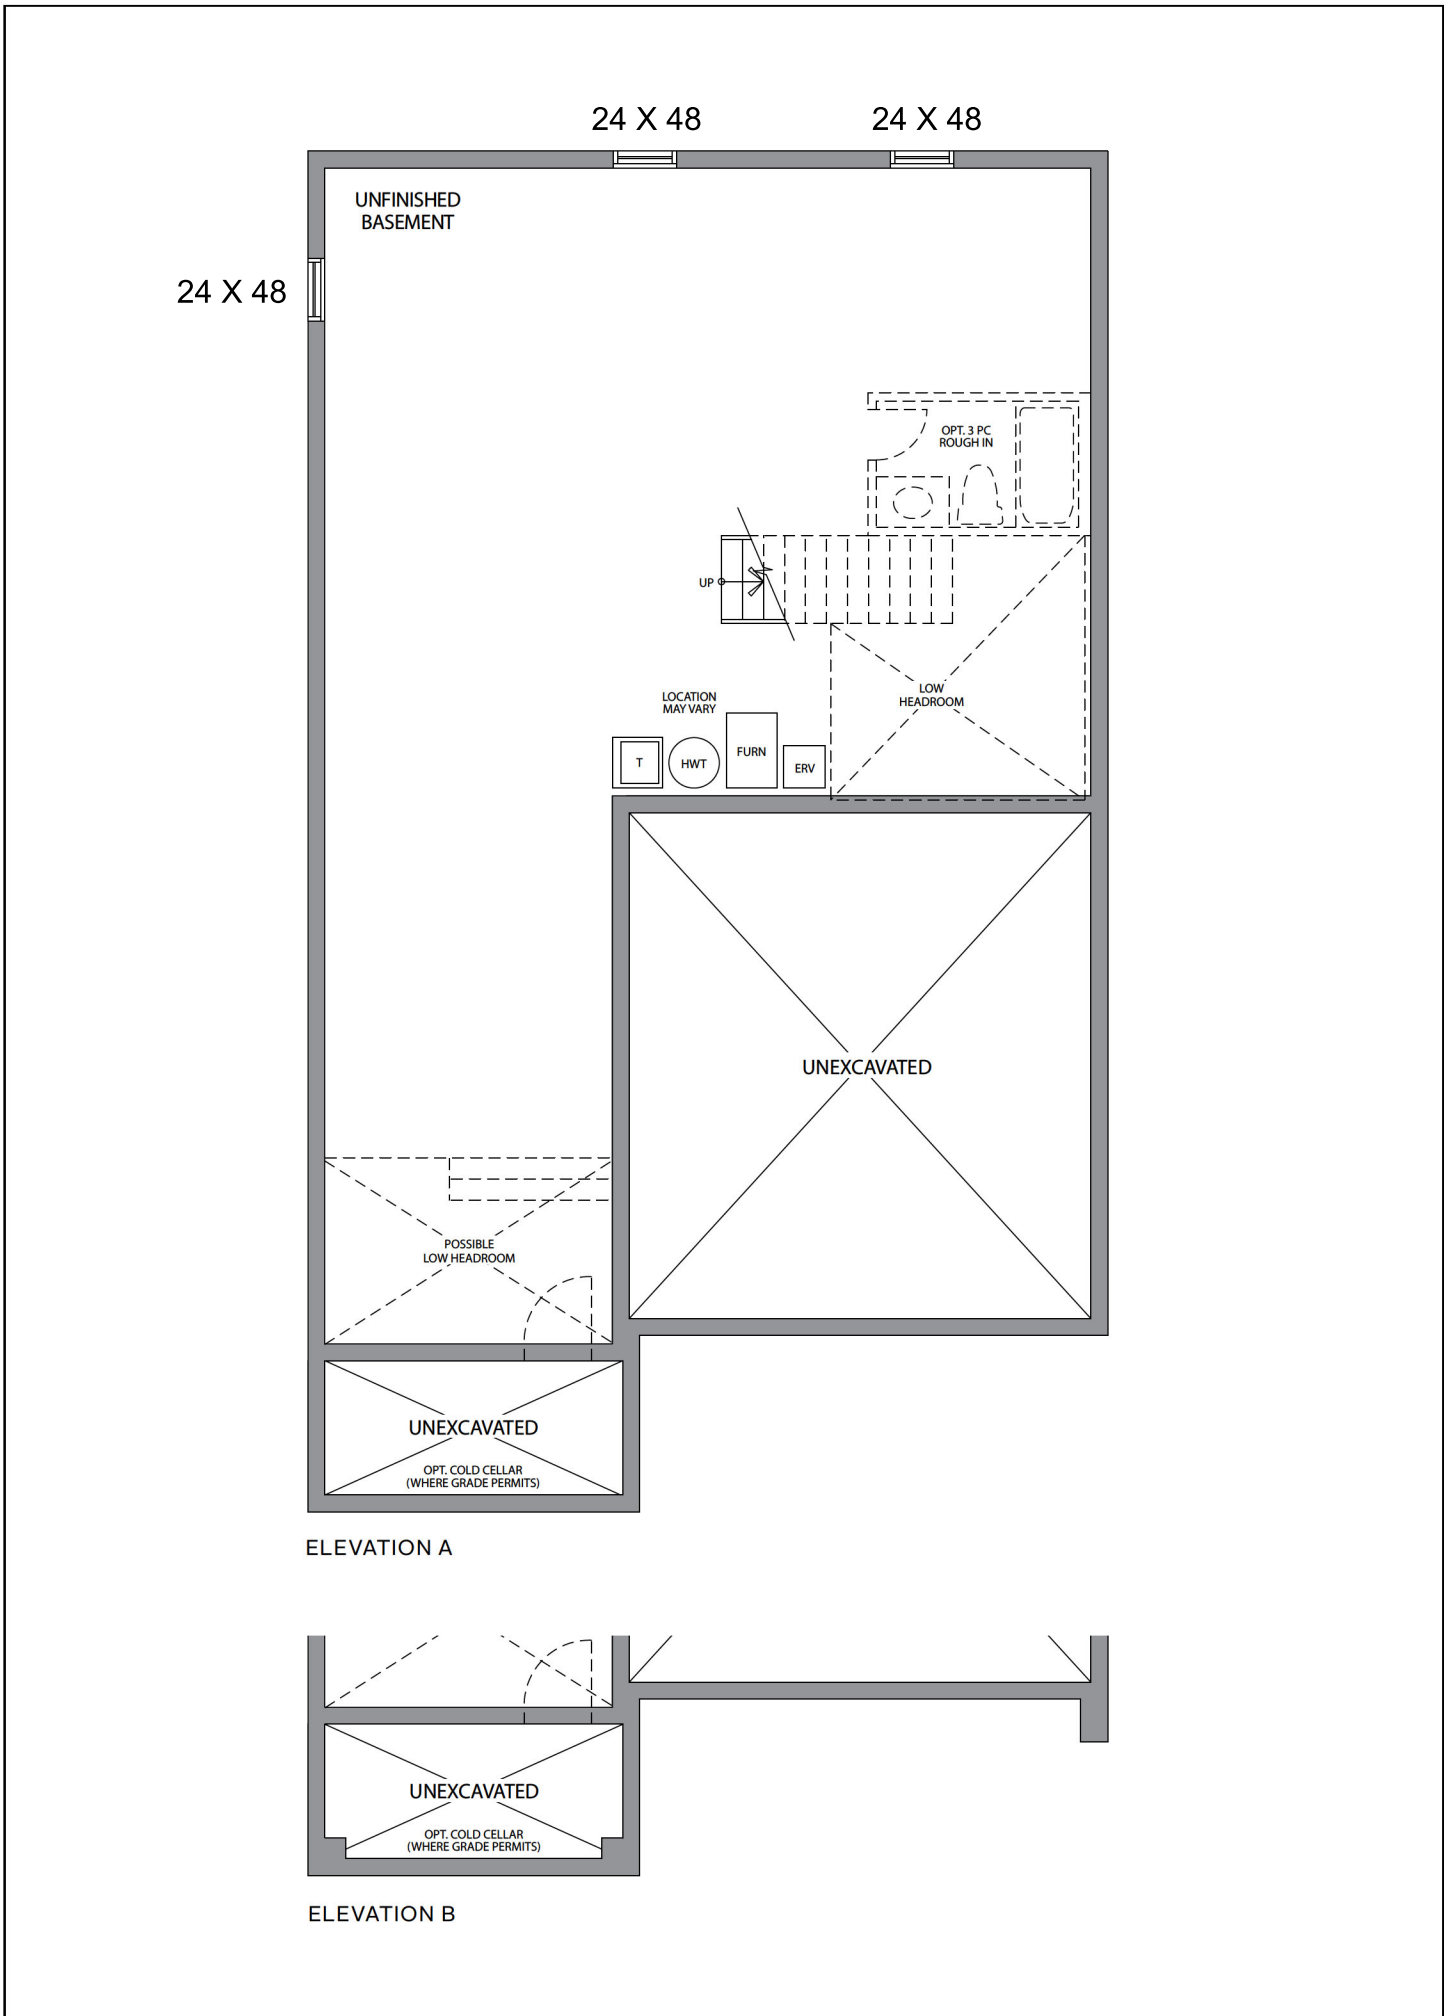 24 X 48
24 X 48
UNFINISHED
BASEMENT
24 X 48
OPT. 3 PC
ROUGH IN
UP
LOW
HEADROOM
LOCATION
MAY VARY
T
HWT
FURN
ERV
UNEXCAVATED
POSSIBLE
LOW HEADROOM
UNEXCAVATED
OPT. COLD CELLAR
(WHERE GRADE PERMITS)
ELEVATION A
UNEXCAVATED
OPT. COLD CELLAR
(WHERE GRADE PERMITS)
ELEVATION B